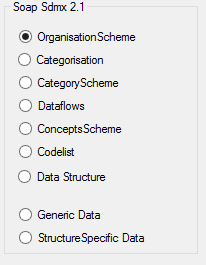 Soap Sdmx 2.1
OrganisationScheme
Categorisation
CategoryScheme
Dataflows
ConceptsScheme
Codelist
Data Structure
Generic Data
StructureSpecific Data